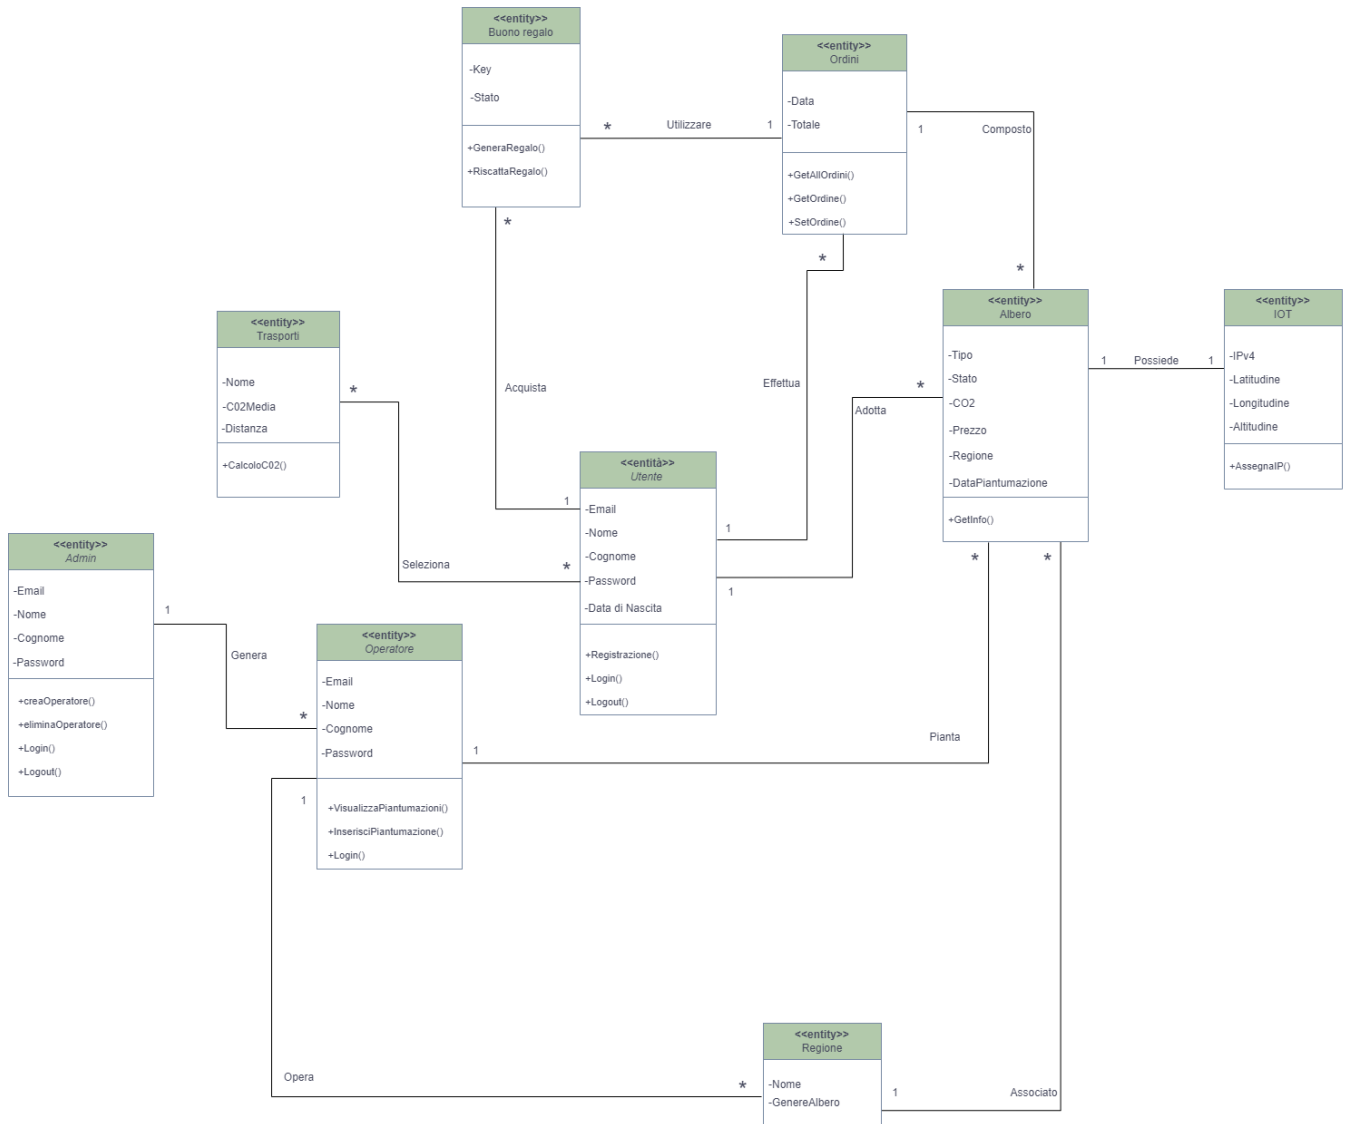 <<entity>>
Buono regalo
-Key
-Stato
+GeneraRegalo()
+RiscattaRegalo()
*
Utilizzare
1
<<entity>>
Ordini
-Data
-Totale
+GetAllOrdini()
+GetOrdine()
+SetOrdine()
1
Composto
*
*
*
<<entity>>
Trasporti
-Nome
-C02Media
-Distanza
+CalcoloC02()
*
Acquista
1
Effettua
1
<<entity>>
Albero
-Tipo
-Stato
-CO2
-Prezzo
-Regione
-DataPiantumazione
+GetInfo()
1
Possiede
1
<<entity>>
IOT
-IPv4
-Latitudine
-Longitudine
-Altitudine
+AssegnaIP()
*
Adotta
1
<<entità>>
Utente
-Email
-Nome
-Cognome
-Password
-Data di Nascita
+Registrazione()
+Login()
+Logout()
Seleziona
*
<<entity>>
Admin
-Email
-Nome
-Cognome
-Password
+creaOperatore()
+eliminaOperatore()
+Login()
+Logout()
1
Genera
*
<<entity>>
Operatore
-Email
-Nome
-Cognome
-Password
+VisualizzaPiantumazioni()
+InserisciPiantumazione()
+Login()
1
Pianta
*
*
1
Opera
*
<<entity>>
Regione
-Nome
-GenereAlbero
1
Associato